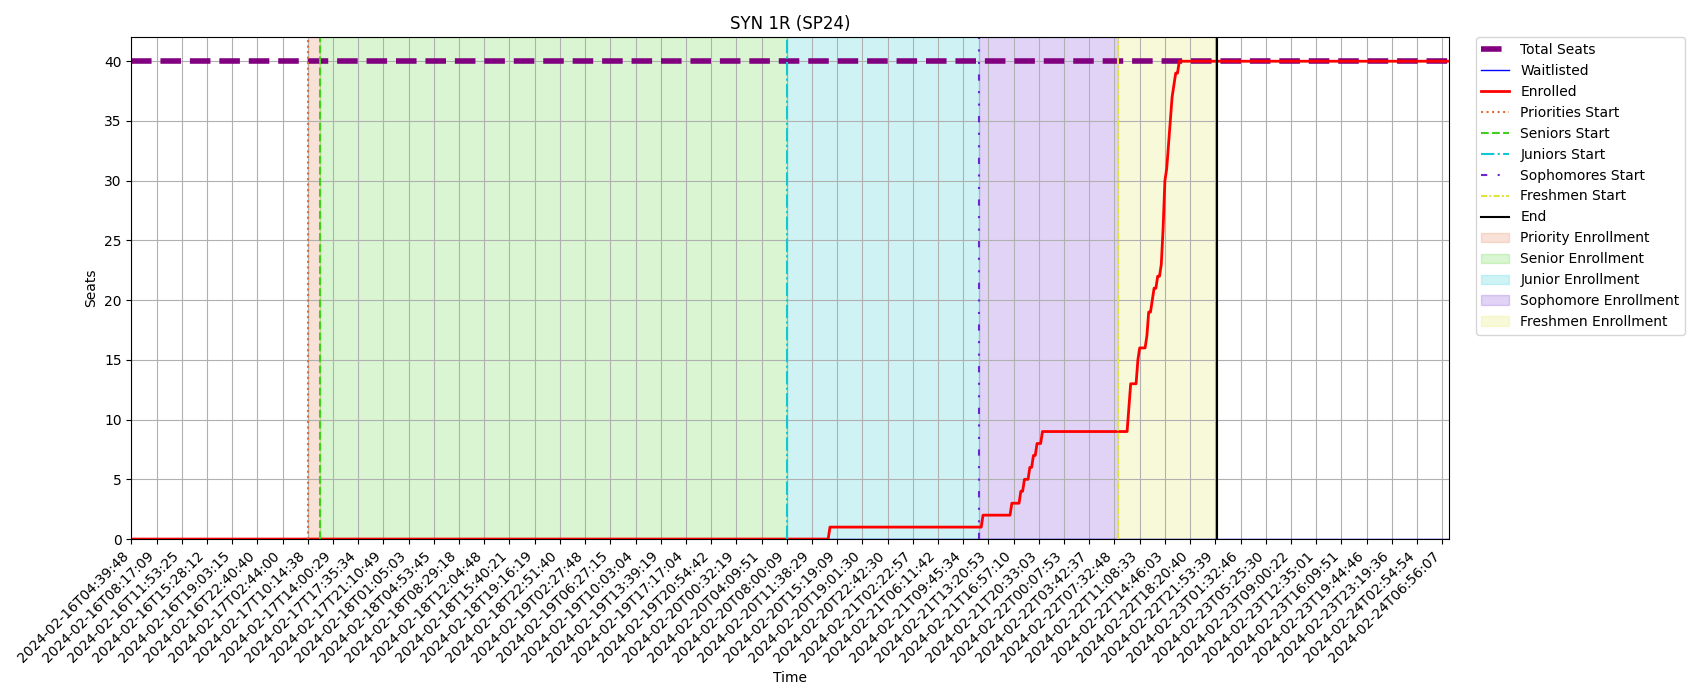 SYN 1R (SP24)
Seats
40
35
30
25
20
15
10
5
0
2024-02-16T04:39:48
2024-02-16T08:17:09
2024-02-16T11:53:25
2024-02-16T15:28:12
2024-02-16T19:03:15
2024-02-16T22:40:40
2024-02-17T02:44:00
2024-02-17T10:14:38
2024-02-17T14:00:29
2024-02-17T17:35:34
2024-02-17T21:10:49
2024-02-18T01:05:03
2024-02-18T04:53:45
2024-02-18T08:29:18
2024-02-18T12:04:48
2024-02-18T15:40:21
2024-02-18T19:16:19
2024-02-18T22:51:40
2024-02-19T02:27:48
2024-02-19T06:27:15
2024-02-19T10:03:04
2024-02-19T13:39:19
2024-02-19T17:17:04
2024-02-19T20:54:42
2024-02-20T00:32:19
2024-02-20T04:09:51
2024-02-20T08:00:09
2024-02-20T11:38:29
2024-02-20T15:19:09
2024-02-20T19:01:30
2024-02-20T22:42:30
2024-02-21T02:22:57
2024-02-21T06:11:42
2024-02-21T09:45:34
2024-02-21T13:20:53
2024-02-21T16:57:10
2024-02-21T20:33:03
2024-02-22T00:07:53
2024-02-22T03:42:37
2024-02-22T07:32:48
2024-02-22T11:08:33
2024-02-22T14:46:03
2024-02-22T18:20:40
2024-02-22T21:53:39
2024-02-23T01:32:46
2024-02-23T05:25:30
2024-02-23T09:00:22
2024-02-23T12:35:01
2024-02-23T16:09:51
2024-02-23T19:44:46
2024-02-23T23:19:36
2024-02-24T02:54:54
2024-02-24T06:56:07
Time
Total Seats
Waitlisted
Enrolled
Priorities Start
Seniors Start
Juniors Start
Sophomores Start
Freshmen Start
End
Priority Enrollment
Senior Enrollment
Junior Enrollment
Sophomore Enrollment
Freshmen Enrollment